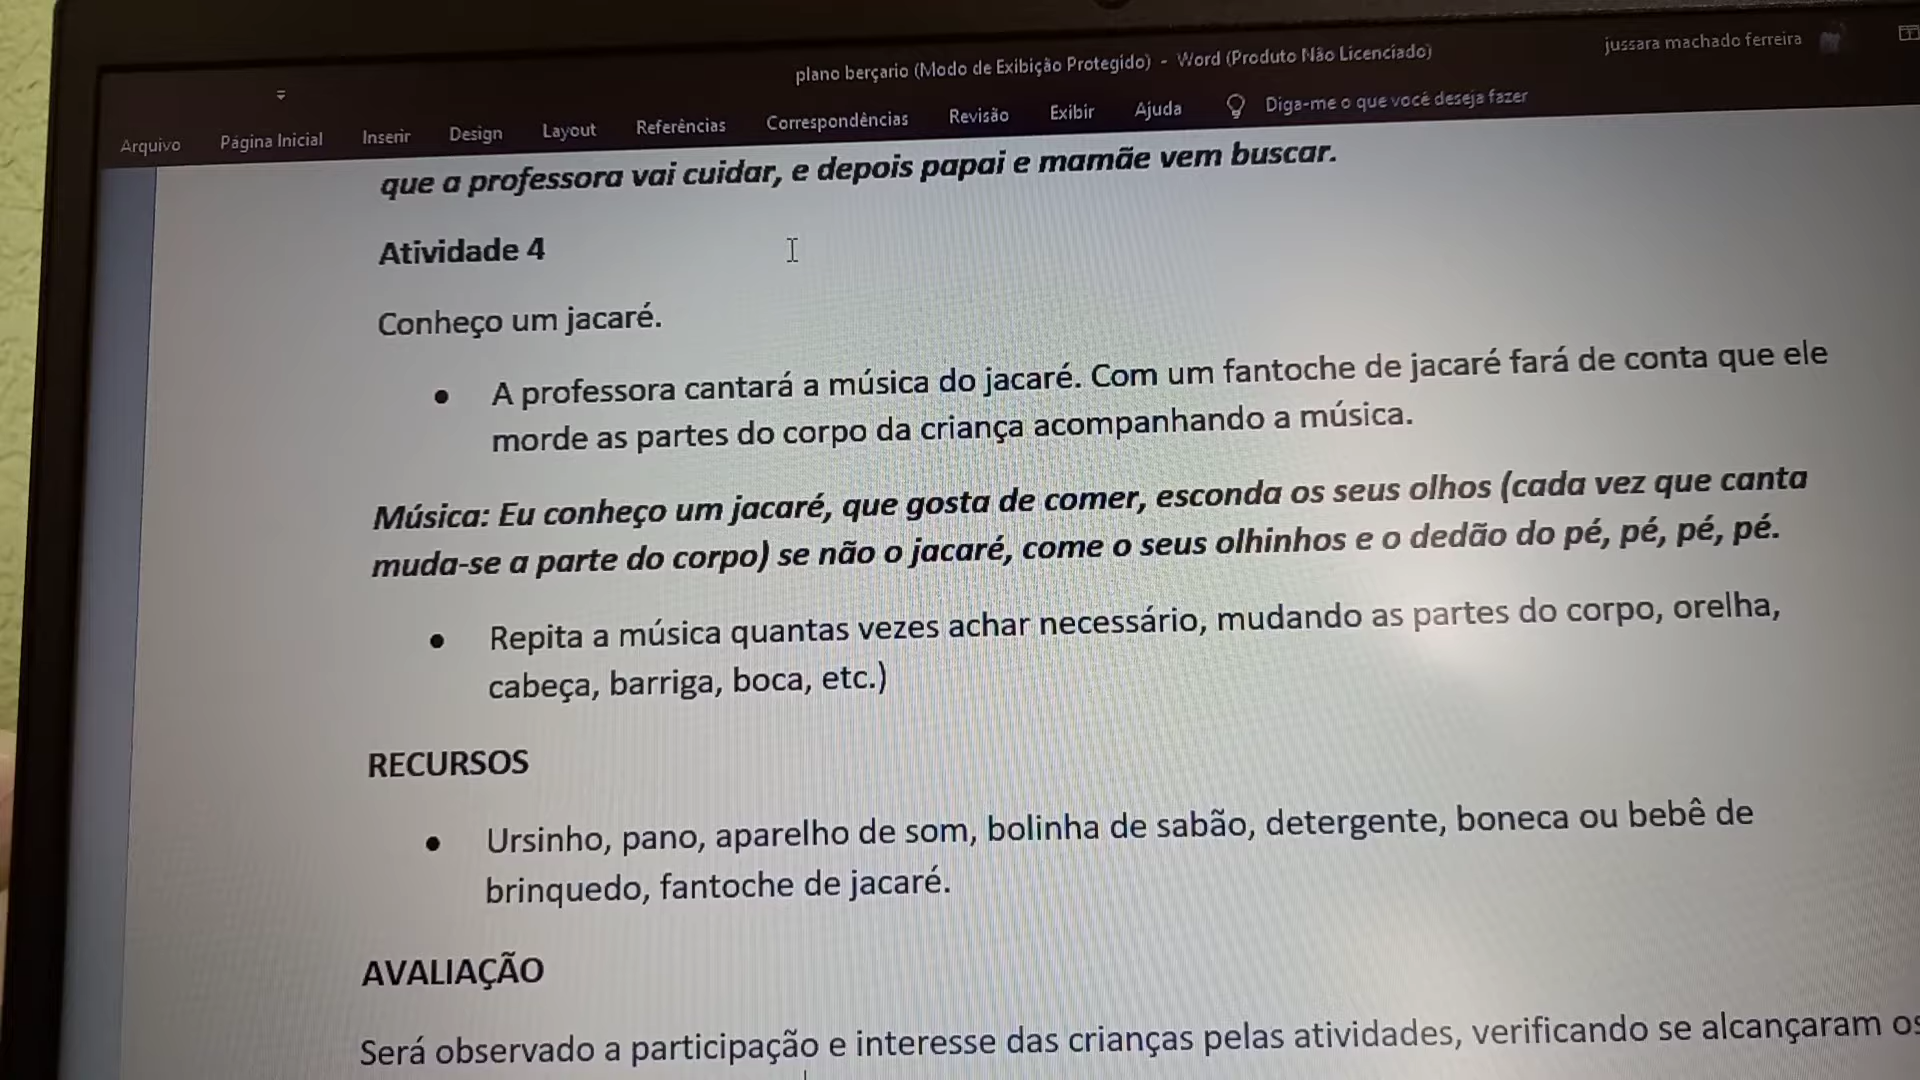 plano berçario (Modo de Exibição Protegido) - Word (Produto Não Licenciado)
jussara machado ferreira
Arquivo Página Inicial Inserir Design Layout Referências Correspondências Revisão Exibir Ajuda Diga-me o que você deseja fazer
que a professora vai cuidar, e depois papai e mamãe vem buscar.
Atividade 4
Conheço um jacaré.
• A professora cantará a música do jacaré. Com um fantoche de jacaré fará de conta que ele
morde as partes do corpo da criança acompanhando a música.
Música: Eu conheço um jacaré, que gosta de comer, esconda os seus olhos (cada vez que canta
muda-se a parte do corpo) se não o jacaré, come o seus olhinhos e o dedão do pé, pé, pé, pé.
• Repita a música quantas vezes achar necessário, mudando as partes do corpo, orelha,
cabeça, barriga, boca, etc.)
RECURSOS
• Ursinho, pano, aparelho de som, bolinha de sabão, detergente, boneca ou bebê de
brinquedo, fantoche de jacaré.
AVALIAÇÃO
Será observado a participação e interesse das crianças pelas atividades, verificando se alcançaram os